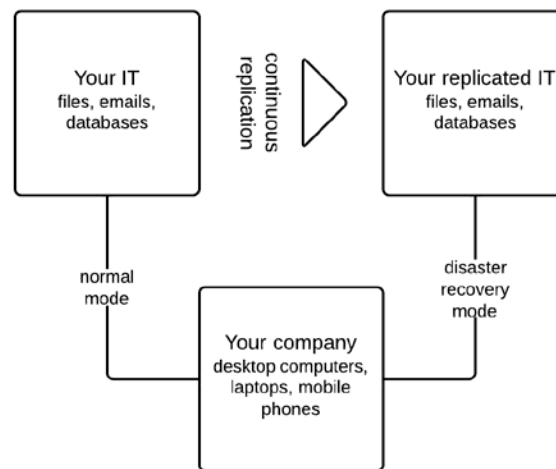 Your IT
files, emails,
databases
continuous
replication
Your replicated IT
files, emails,
databases
normal
mode
disaster
recovery
mode
Your company
desktop computers,
laptops, mobile
phones